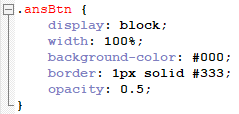 .ansBtn {
    display: block;
    width: 100%;
    background-color: #000;
    border: 1px solid #333;
    opacity: 0.5;
}